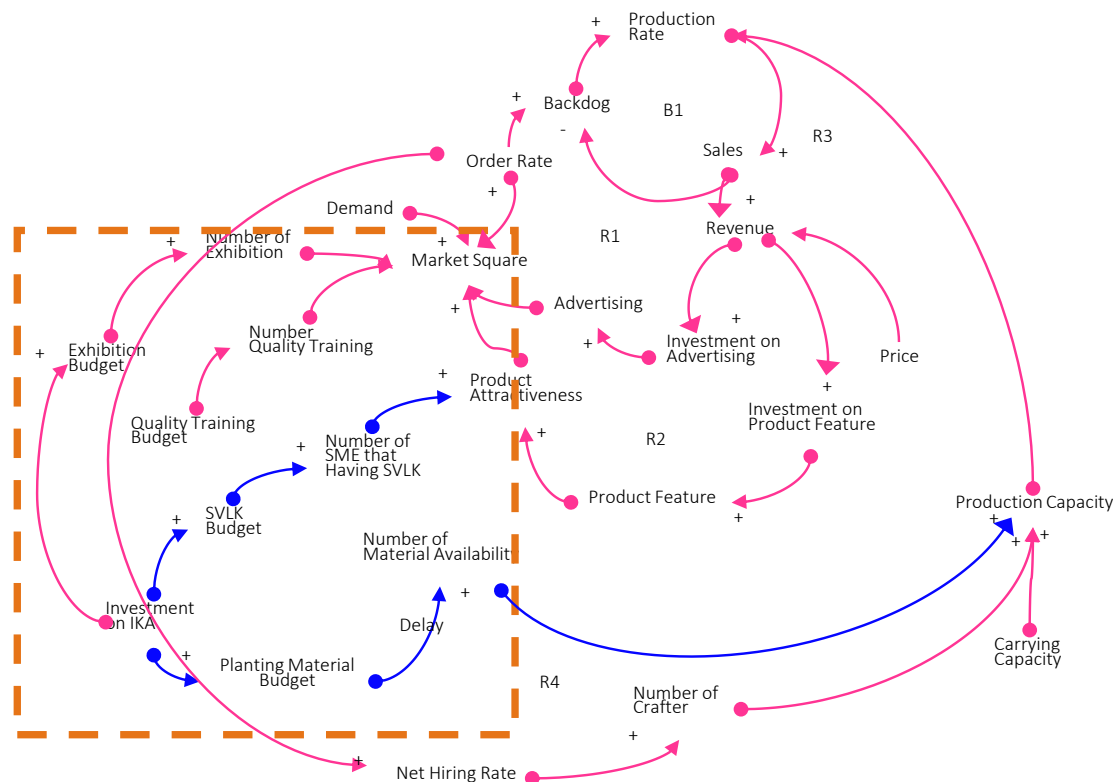 Production
Rate
+
+
Backdog
B1
-
R3
Sales
+
Order Rate
+
+
Demand
Revenue
R1
+
Number of
Exhibition
+
Market Square
Advertising
+
+
Number
Quality Training
+
Investment on
Advertising
Price
+
Exhibition
Budget
+
Product
Attractiveness
+
Investment on
Product Feature
Quality Training
Budget
+
Number of
SME that
Having SVLK
+
R2
Product Feature
+
Production Capacity
SVLK
Budget
+
+
+
+
Number of
Material Availability
+
Investment
on IKA
Delay
Carrying
Capacity
+
Planting Material
Budget
R4
Number of
Crafter
+
+
Net Hiring Rate